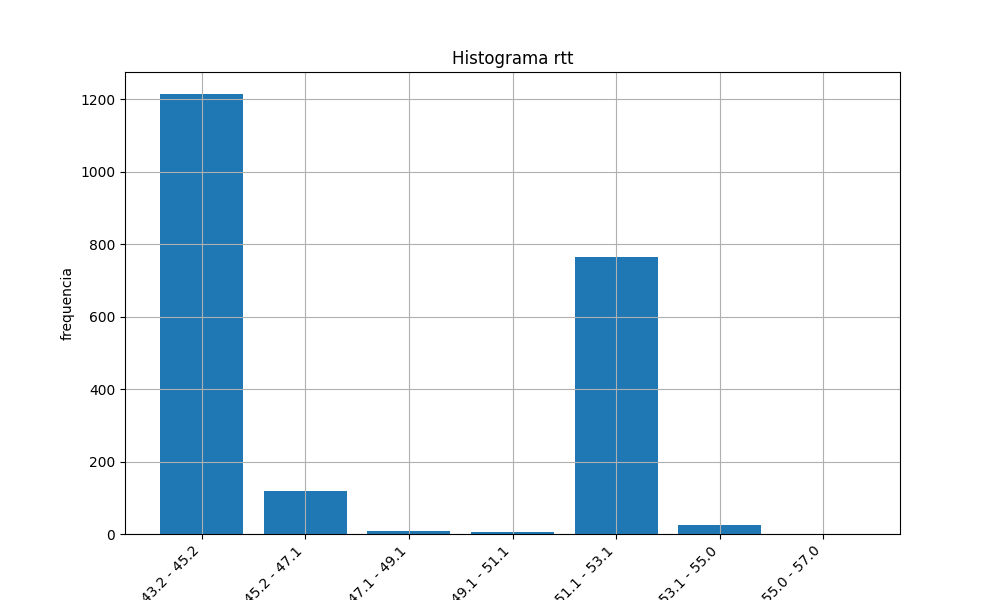 Histograma rtt
frequencia
1200
1000
800
600
400
200
0
43.2 - 45.2
45.2 - 47.1
47.1 - 49.1
49.1 - 51.1
51.1 - 53.1
53.1 - 55.0
55.0 - 57.0